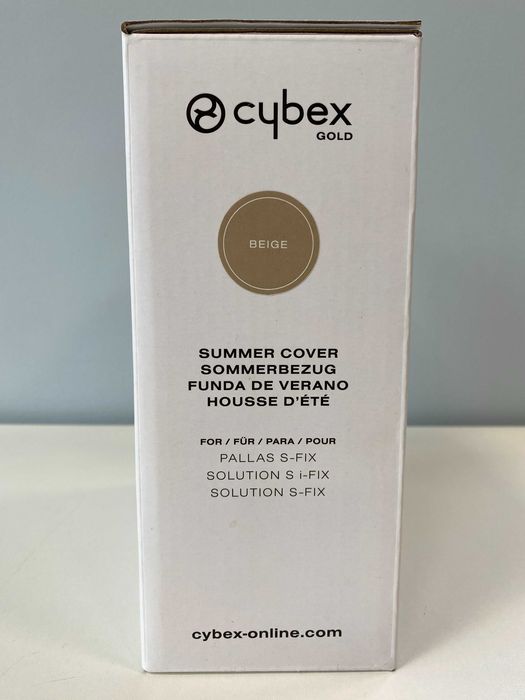 cybex
GOLD
BEIGE
SUMMER COVER
SOMMERBEZUG
FUNDA DE VERANO
HOUSSE D'ÉTÉ
FOR / FÜR / PARA / POUR
PALLAS S-FIX
SOLUTION S i-FIX
SOLUTION S-FIX
cybex-online.com